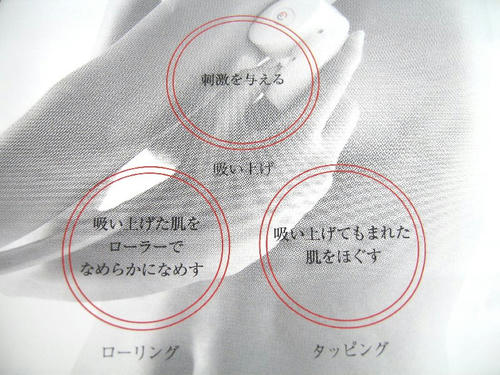 刺激を与える
吸い上げ
吸い上げた肌を
ローラーで
なめらかになめす
ローリング
吸い上げてもまれた
肌をほぐす
タッピング